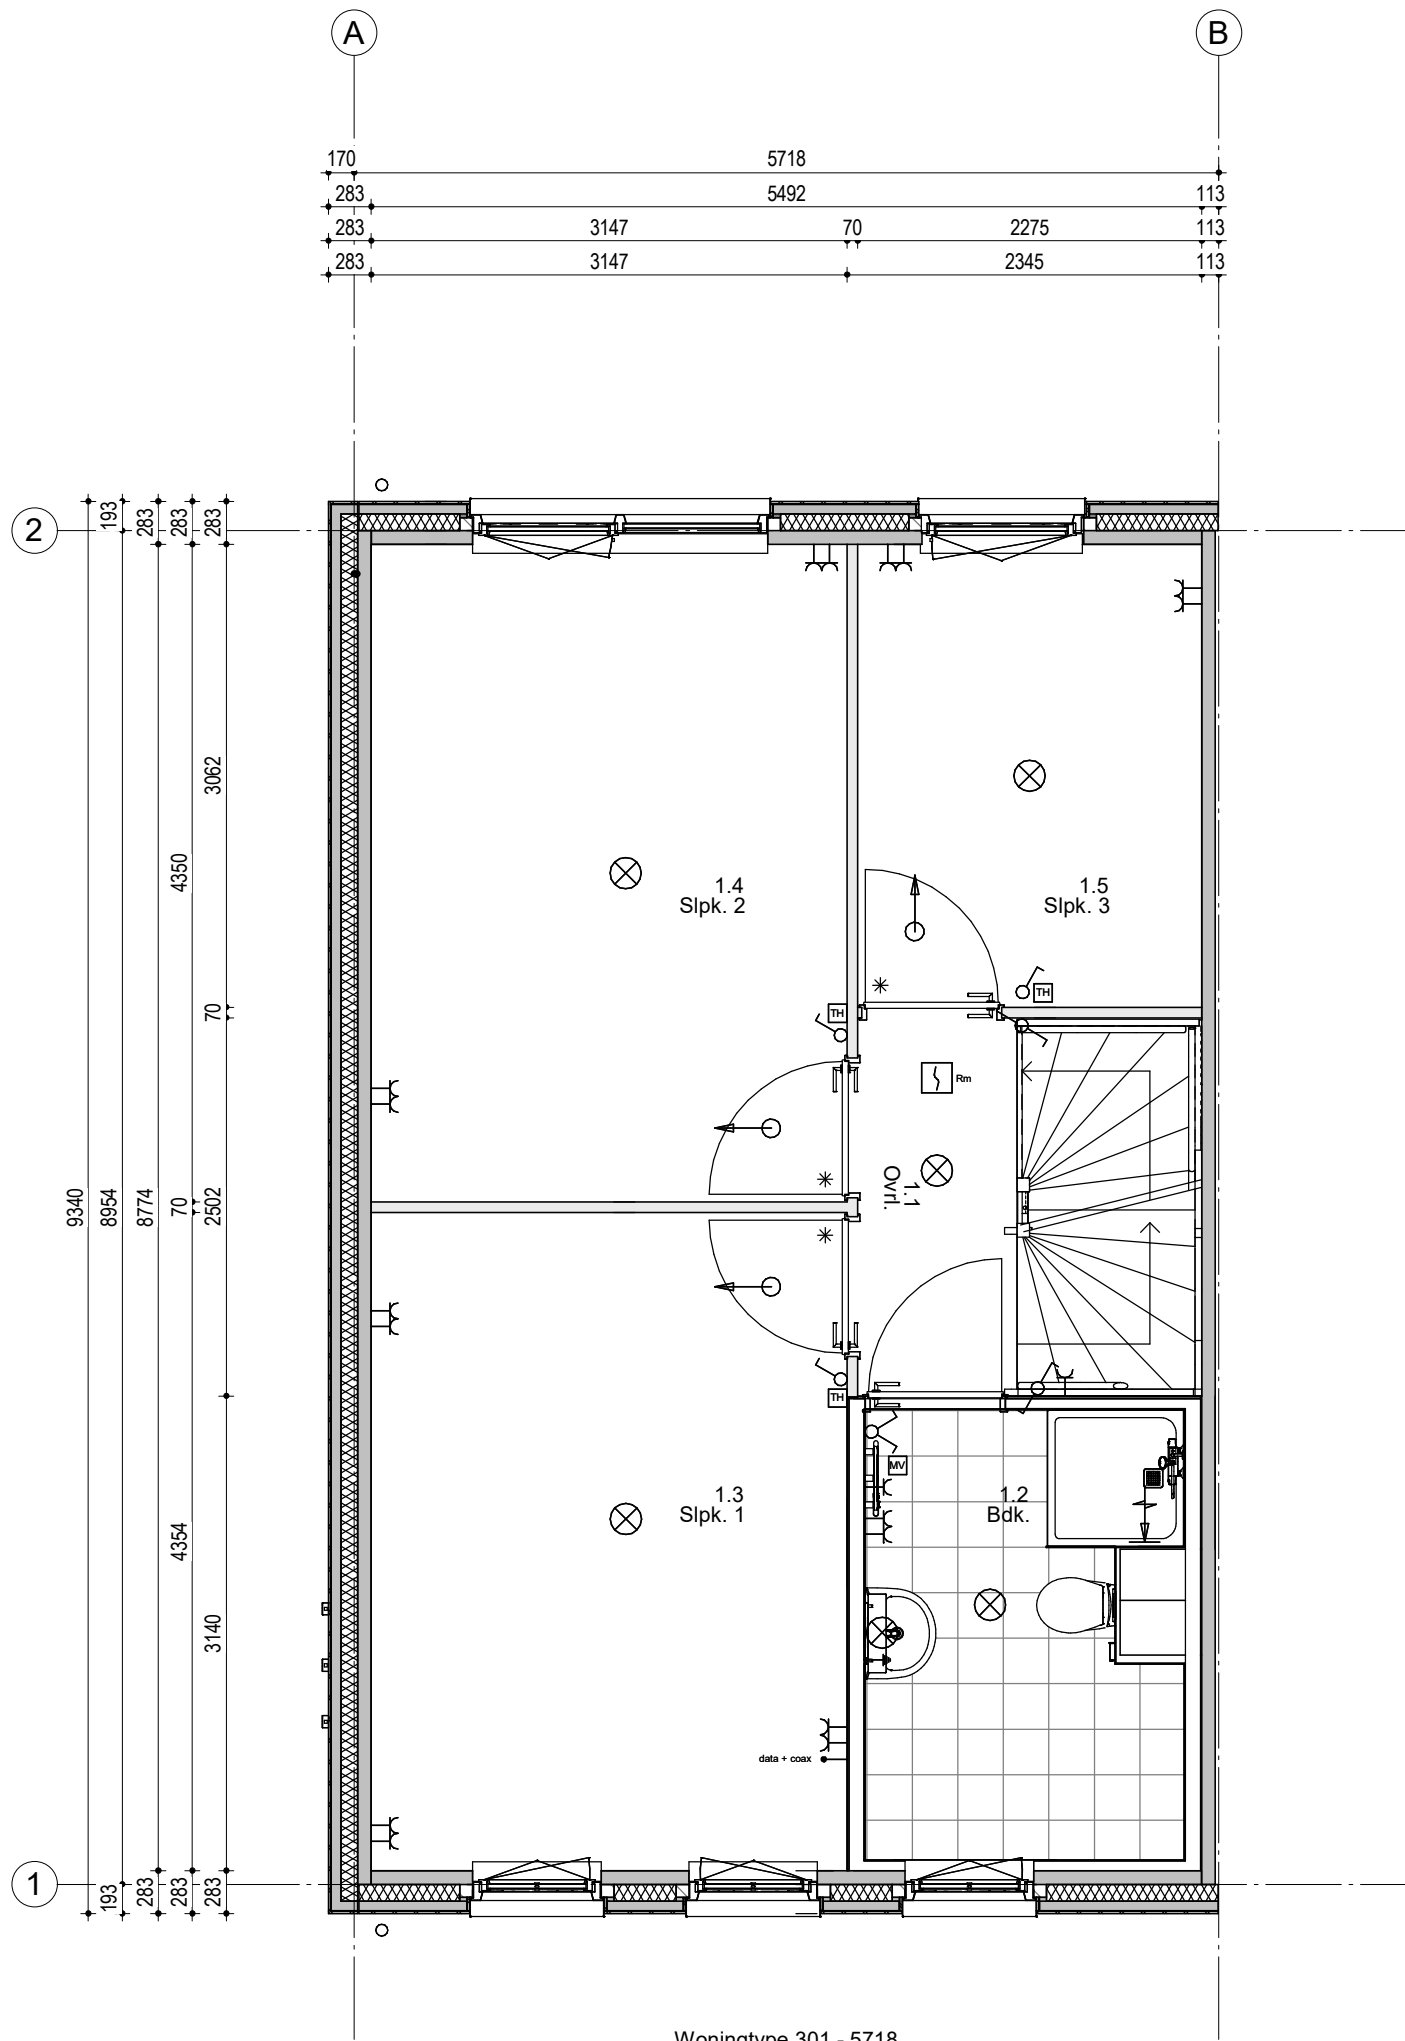 A B
170 5718
283 5492 113
283 3147 70 2275 113
283 3147 2345 113
2
193
283
283
283
3062
4350
70
9340
8954
8774
70
2502
4354
3140
193
283
283
283
1
1.4
Slpk. 2
1.5
Slpk. 3
TH
TH
Rm
1.1
Ovrl.
TH
MV
1.3
Slpk. 1
1.2
Bdk.
data + coax
Woningtype 301 - 5718